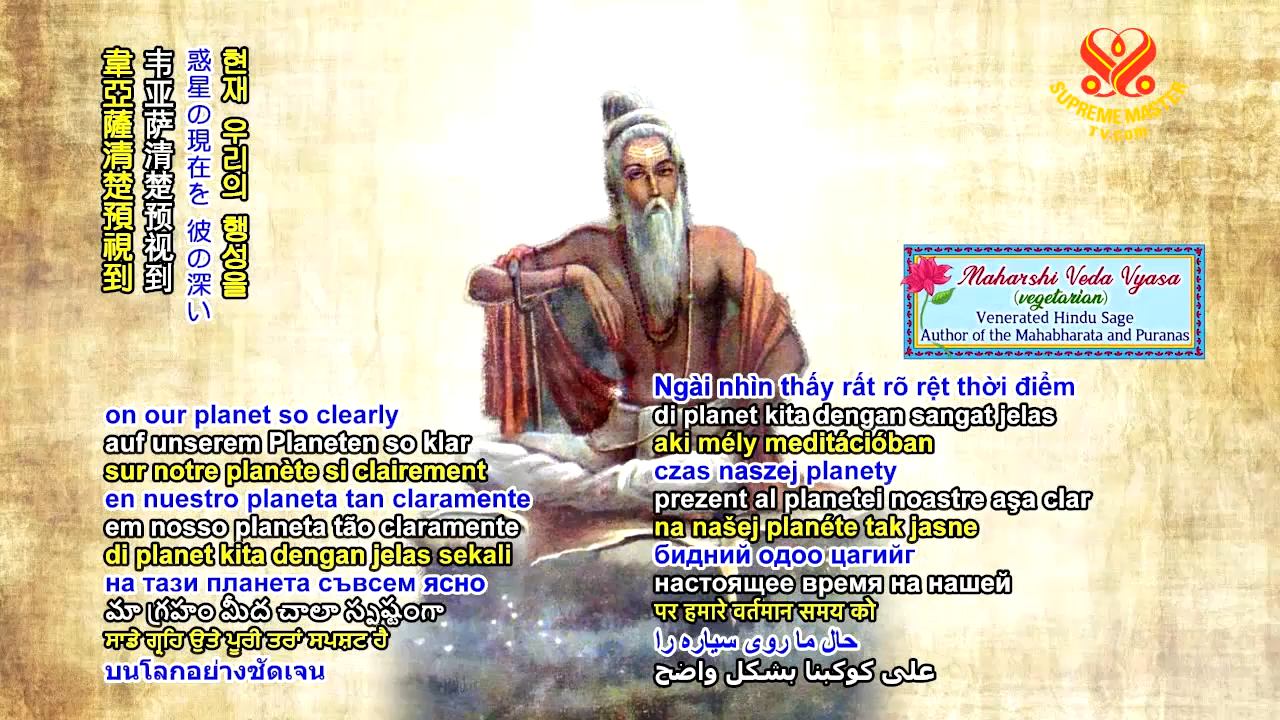 韋亞薩清楚預視到
韦亚萨清楚预视到
惑星の現在を 彼の深い
현재 우리의 행성을
SUPREME MASTER
TV.com
Maharshi Veda Vyasa
(vegetarian)
Venerated Hindu Sage
Author of the Mahabharata and Puranas
on our planet so clearly
auf unserem Planeten so klar
sur notre planète si clairement
en nuestro planeta tan claramente
em nosso planeta tão claramente
di planet kita dengan jelas sekali
на тази планета съвсем ясно
మా గ్రహం మీద చాలా స్పష్టంగా
ਸਾਡੇ ਗ੍ਰਹਿ ਉਤੇ ਪੂਰੀ ਤਰਾਂ ਸਪਸ਼ਟ ਹੈ
บนโลกอย่างชัดเจน
Ngài nhìn thấy rất rõ rệt thời điểm
di planet kita dengan sangat jelas
aki mély meditációban
czas naszej planety
prezent al planetei noastre aşa clar
na našej planéte tak jasne
бидний одоо цагийг
настоящее время на нашей
पर हमारे वर्तमान समय को
حال ما روی سیاره را
على كوكبنا بشكل واضح